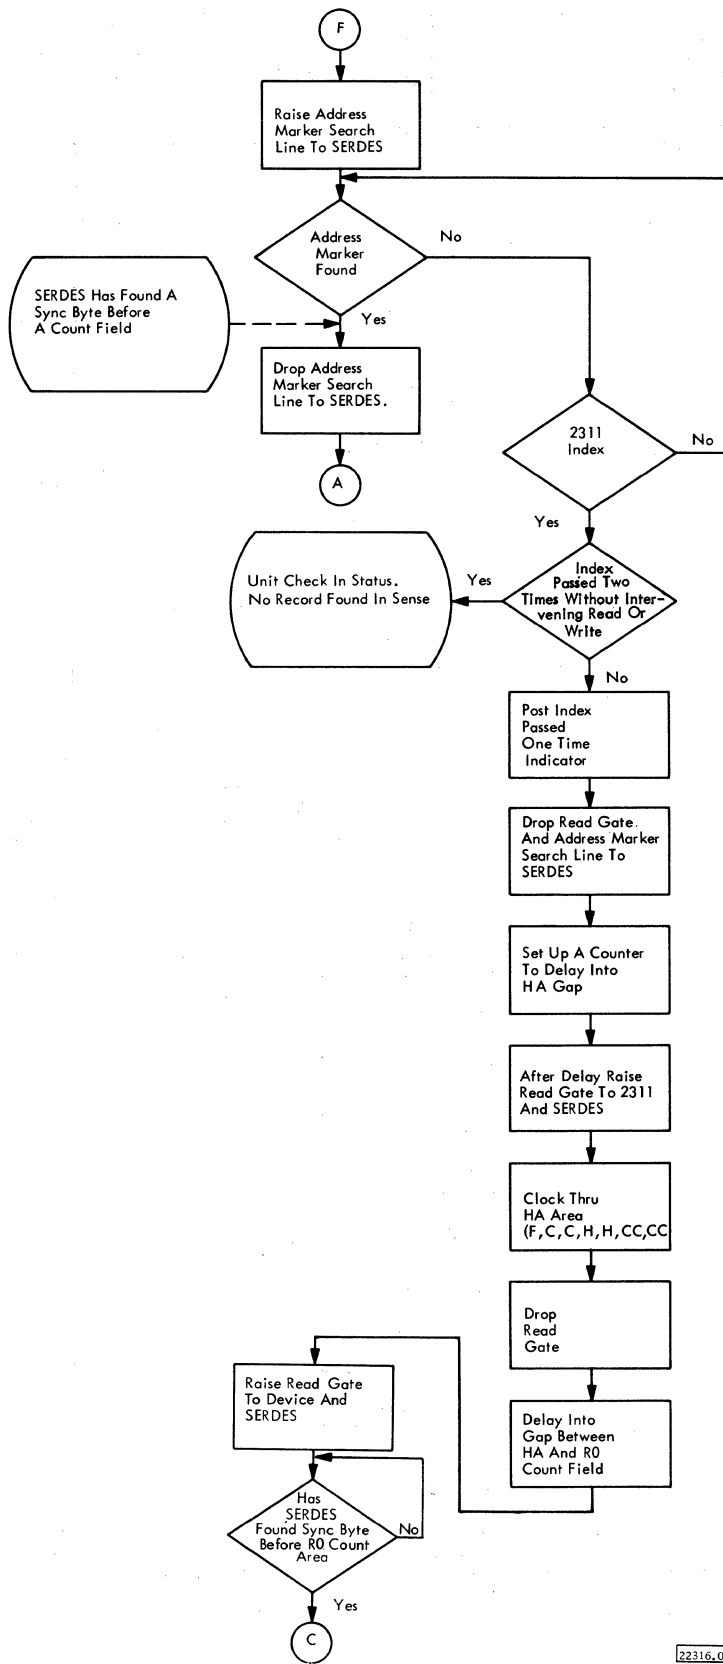 F
Raise Address
Marker Search
Line To SERDES
Address
Marker
Found
No
SERDES Has Found A
Sync Byte Before
A Count Field
Yes
Drop Address
Marker Search
Line To SERDES.
A
2311
Index
No
Yes
Index
Passed Two
Times Without Inter-
vening Read Or
Write
Yes
Unit Check In Status.
No Record Found In Sense
No
Post Index
Passed
One Time
Indicator
Drop Read Gate
And Address Marker
Search Line To
SERDES
Set Up A Counter
To Delay Into
HA Gap
After Delay Raise
Read Gate To 2311
And SERDES
Clock Thru
HA Area
(F,C,C,H,H,CC,CC
Drop
Read
Gate
Delay Into
Gap Between
HA And R0
Count Field
Raise Read Gate
To Device And
SERDES
Has
SERDES
Found Sync Byte
Before R0 Count
Area
No
Yes
C
22316.0